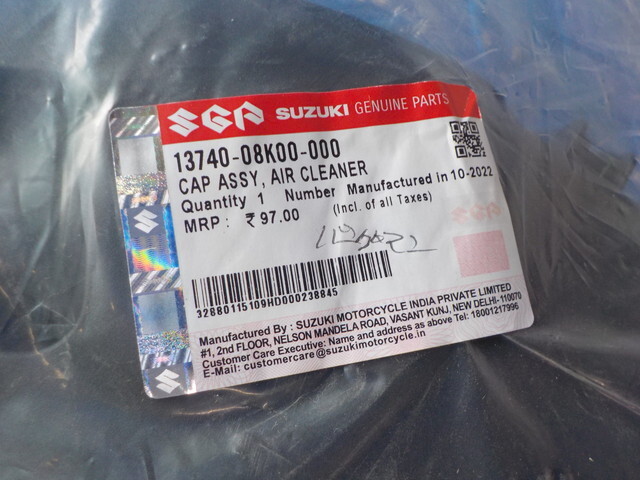 SGP SUZUKI GENUINE PARTS
13740-08K00-000
CAP ASSY, AIR CLEANER
Quantity 1 Number Manufactured in 10-2022
MRP : ₹ 97.00 (Incl. of all Taxes)
32880115109HD000238845
Manufactured By : SUZUKI MOTORCYCLE INDIA PRIVATE LIMITED
#1, 2nd FLOOR, NELSON MANDELA ROAD, VASANT KUNJ, NEW DELHI- 110070
Customer Care Executive: Name and address as above Tel.: 18001217996
E-Mail: customercare@suzukimotorcycle.in